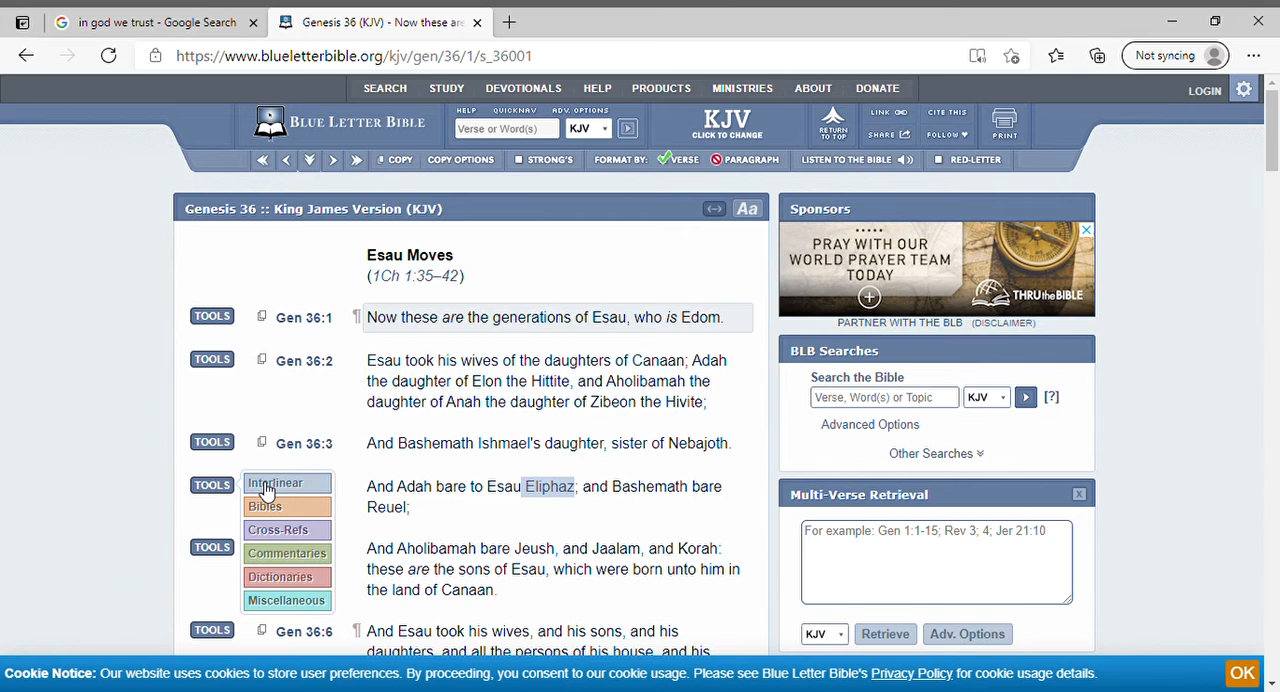 in god we trust - Google Search
Genesis 36 (KJV) - Now these are
https://www.blueletterbible.org/kjv/gen/36/1/s_36001
Not syncing
SEARCH STUDY DEVOTIONALS HELP PRODUCTS MINISTRIES ABOUT DONATE
LOGIN
BLUE LETTER BIBLE
HELP QUICKNAV ADV. OPTIONS
Verse or Word(s) KJV
KJV
CLICK TO CHANGE
RETURN
TO TOP
LINK CITE THIS
SHARE FOLLOW
PRINT
COPY COPY OPTIONS STRONG'S FORMAT BY: VERSE PARAGRAPH LISTEN TO THE BIBLE RED-LETTER
Genesis 36 :: King James Version (KJV)
Aa
Esau Moves
(1Ch 1:35–42)
TOOLS Gen 36:1 ¶ Now these are the generations of Esau, who is Edom.
TOOLS Gen 36:2 Esau took his wives of the daughters of Canaan; Adah
the daughter of Elon the Hittite, and Aholibamah the
daughter of Anah the daughter of Zibeon the Hivite;
TOOLS Gen 36:3 And Bashemath Ishmael's daughter, sister of Nebajoth.
TOOLS And Adah bare to Esau Eliphaz; and Bashemath bare
Reuel;
Interlinear
Bibles
Cross-Refs
Commentaries
Dictionaries
Miscellaneous
TOOLS And Aholibamah bare Jeush, and Jaalam, and Korah:
these are the sons of Esau, which were born unto him in
the land of Canaan.
TOOLS Gen 36:6 ¶ And Esau took his wives, and his sons, and his
daughters, and all the persons of his house, and his
Sponsors
PRAY WITH OUR
WORLD PRAYER TEAM
TODAY
THRU the BIBLE
PARTNER WITH THE BLB (DISCLAIMER)
BLB Searches
Search the Bible
Verse, Word(s) or Topic KJV [?]
Advanced Options
Other Searches
Multi-Verse Retrieval X
For example: Gen 1:1-15; Rev 3; 4; Jer 21:10
KJV Retrieve Adv. Options
Cookie Notice: Our website uses cookies to store user preferences. By proceeding, you consent to our cookie usage. Please see Blue Letter Bible's Privacy Policy for cookie usage details.
OK